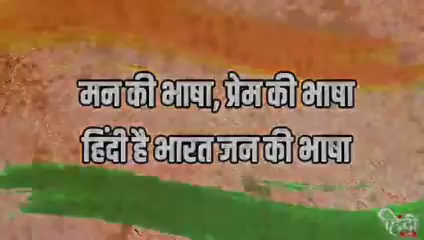 मन की भाषा, प्रेम की भाषा
हिंदी है भारत जन की भाषा
हिंदी